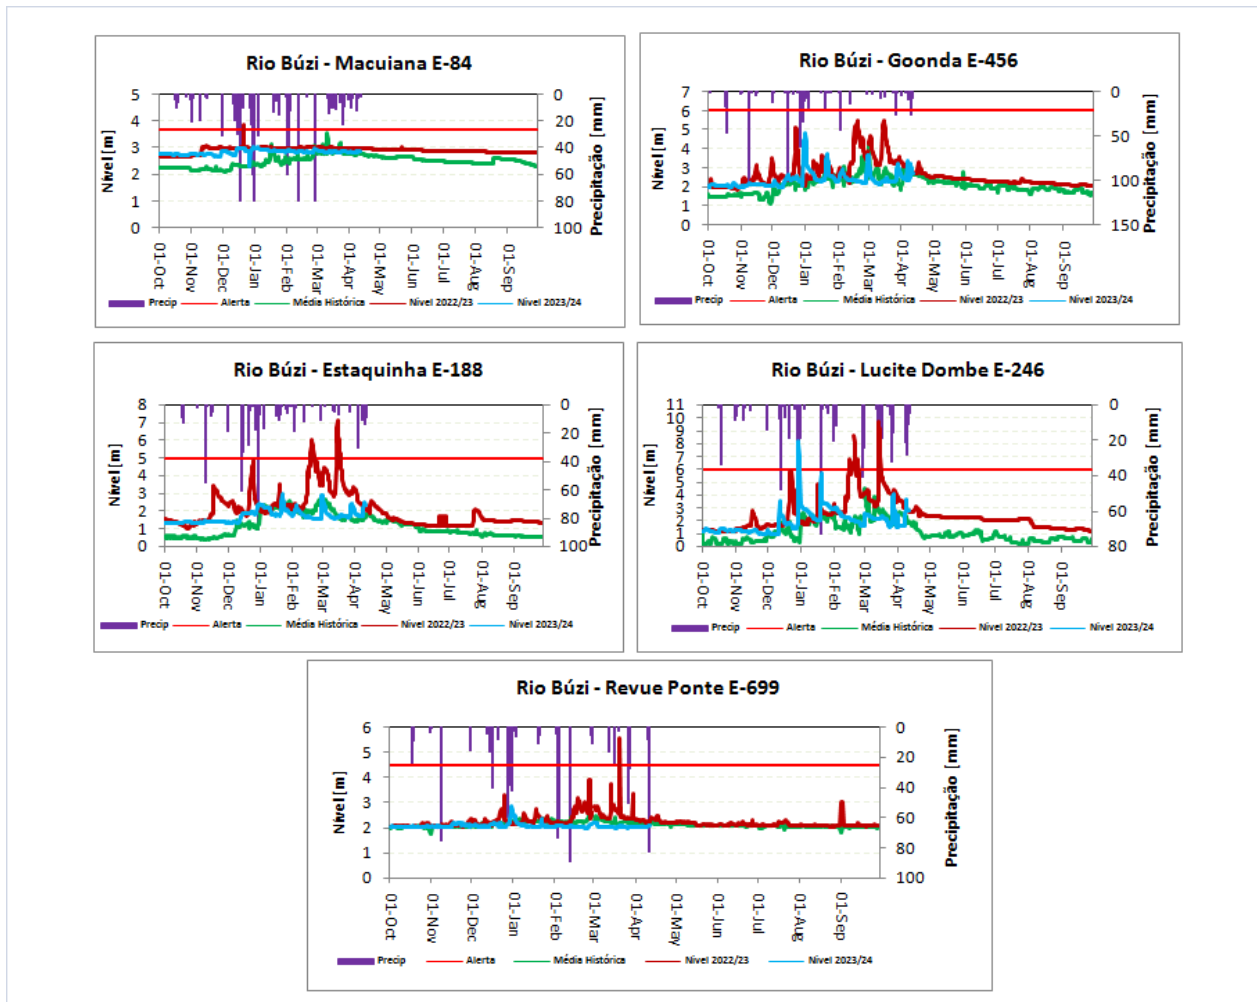 Rio Búzi - Macuiana E-84
5
4
3
2
1
0
Nível [m]
0
20
40
60
80
100
Precipitação [mm]
01-Oct
01-Nov
01-Dec
01-Jan
01-Feb
01-Mar
01-Apr
01-May
01-Jun
01-Jul
01-Aug
01-Sep
Precip Alerta Média Histórica Nivel 2022/23 Nivel 2023/24
Rio Búzi - Goonda E-456
7
6
5
4
3
2
1
0
Nível [m]
0
50
100
150
Precipitação [mm]
01-Oct
01-Nov
01-Dec
01-Jan
01-Feb
01-Mar
01-Apr
01-May
01-Jun
01-Jul
01-Aug
01-Sep
Precip Alerta Média Histórica Nivel 2022/23 Nivel 2023/24
Rio Búzi - Estaquinha E-188
8
7
6
5
4
3
2
1
0
Nível [m]
0
20
40
60
80
100
Precipitação [mm]
01-Oct
01-Nov
01-Dec
01-Jan
01-Feb
01-Mar
01-Apr
01-May
01-Jun
01-Jul
01-Aug
01-Sep
Precip Alerta Média Histórica Nivel 2022/23 Nivel 2023/24
Rio Búzi - Lucite Dombe E-246
11
10
9
8
7
6
5
4
3
2
1
0
Nível [m]
0
20
40
60
80
Precipitação [mm]
01-Oct
01-Nov
01-Dec
01-Jan
01-Feb
01-Mar
01-Apr
01-May
01-Jun
01-Jul
01-Aug
01-Sep
Precip Alerta Média Histórica Nivel 2022/23 Nivel 2023/24
Rio Búzi - Revue Ponte E-699
6
5
4
3
2
1
0
Nível [m]
0
20
40
60
80
100
Precipitação [mm]
01-Oct
01-Nov
01-Dec
01-Jan
01-Feb
01-Mar
01-Apr
01-May
01-Jun
01-Jul
01-Aug
01-Sep
Precip Alerta Média Histórica Nivel 2022/23 Nivel 2023/24